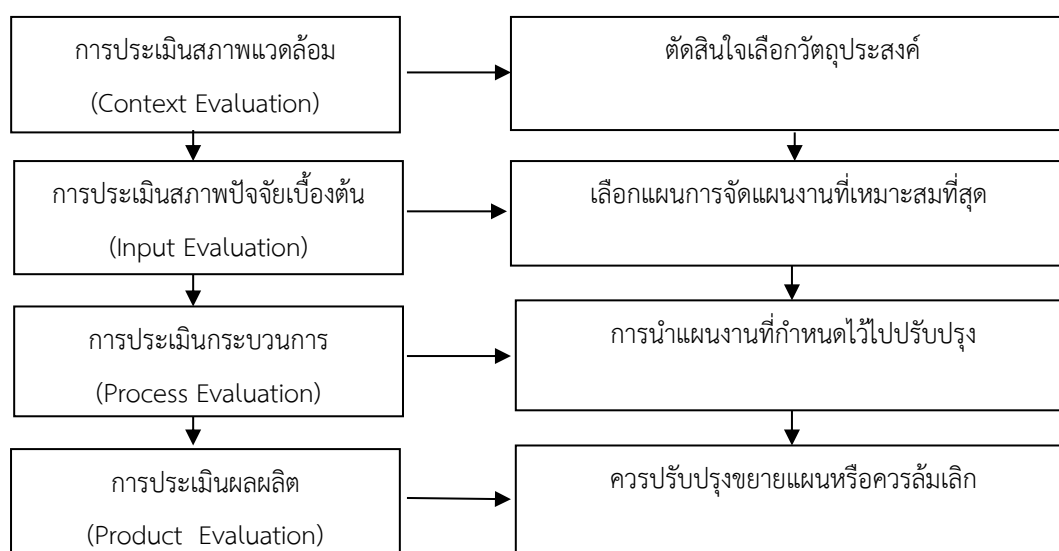 การประเมินสภาพแวดล้อม
(Context Evaluation)
ตัดสินใจเลือกวัตถุประสงค์
การประเมินสภาพปัจจัยเบื้องต้น
(Input Evaluation)
เลือกแผนการจัดแผนงานที่เหมาะสมที่สุด
การประเมินกระบวนการ
(Process Evaluation)
การนำแผนงานที่กำหนดไว้ไปปรับปรุง
การประเมินผลผลิต
(Product Evaluation)
ควรปรับปรุงขยายแผนหรือควรล้มเลิก